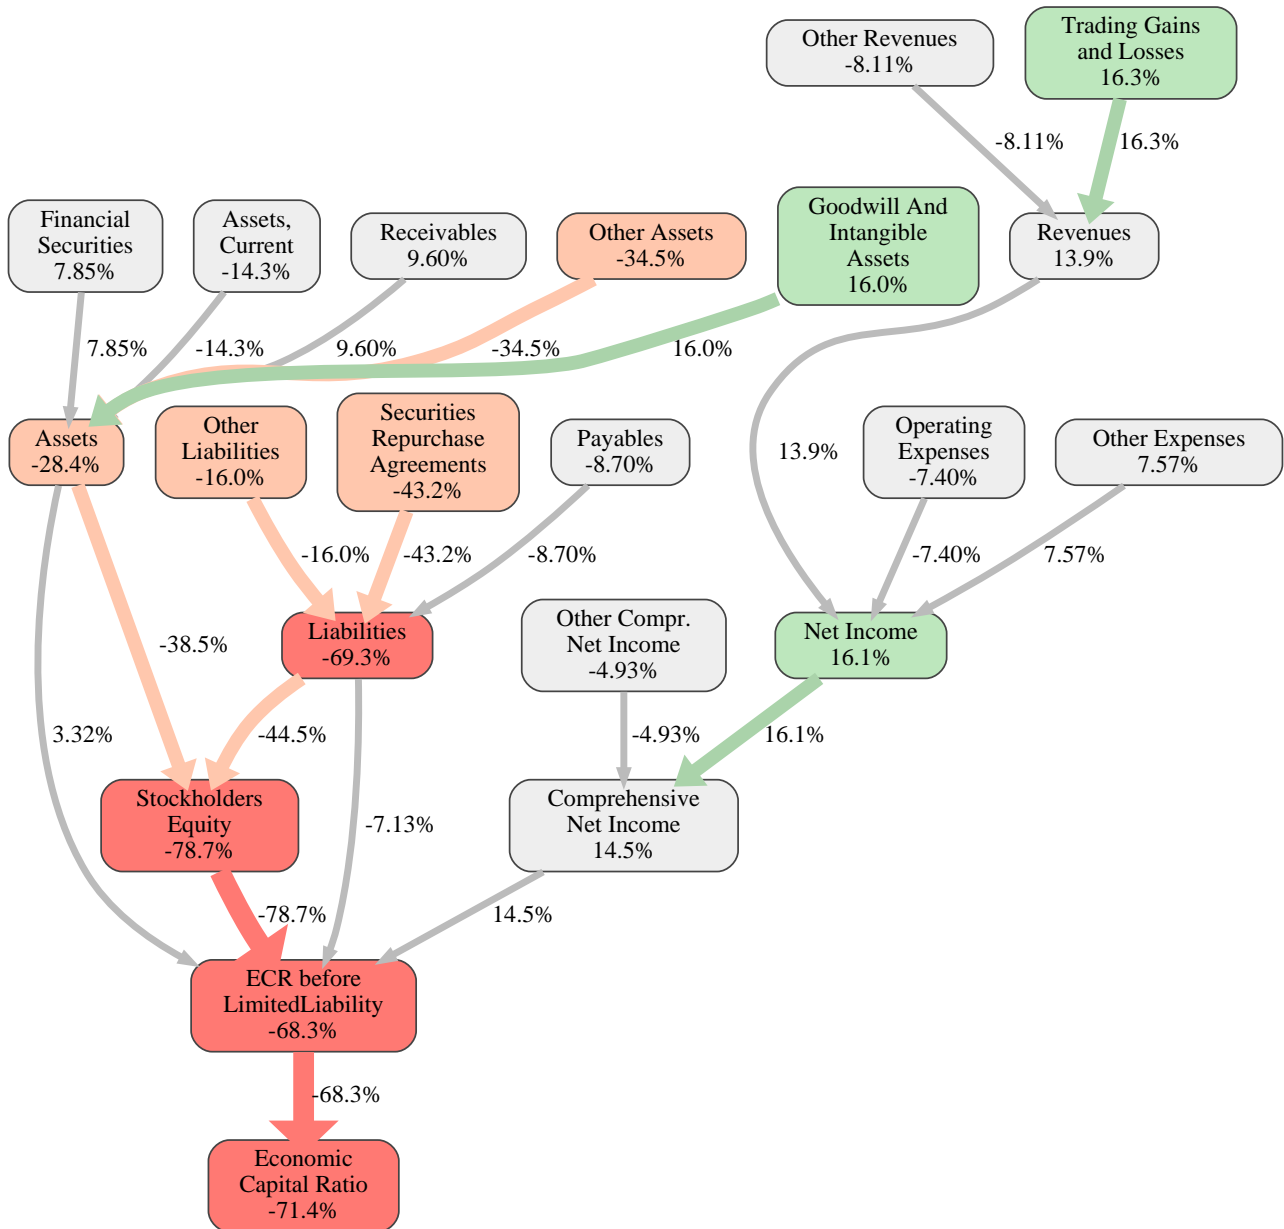 Other Revenues
-8.11%
Trading Gains
and Losses
16.3%
-8.11%
16.3%
Financial
Securities
7.85%
Assets,
Current
-14.3%
Receivables
9.60%
Other Assets
-34.5%
Goodwill And
Intangible
Assets
16.0%
Revenues
13.9%
7.85%
-14.3%
9.60%
-34.5%
16.0%
Assets
-28.4%
Other
Liabilities
-16.0%
Securities
Repurchase
Agreements
-43.2%
Payables
-8.70%
13.9%
Operating
Expenses
-7.40%
Other Expenses
7.57%
-16.0%
-43.2%
-8.70%
-7.40%
7.57%
-38.5%
Liabilities
-69.3%
Other Compr.
Net Income
-4.93%
Net Income
16.1%
3.32%
-44.5%
-4.93%
16.1%
Stockholders
Equity
-78.7%
-7.13%
Comprehensive
Net Income
14.5%
-78.7%
14.5%
ECR before
LimitedLiability
-68.3%
-68.3%
Economic
Capital Ratio
-71.4%